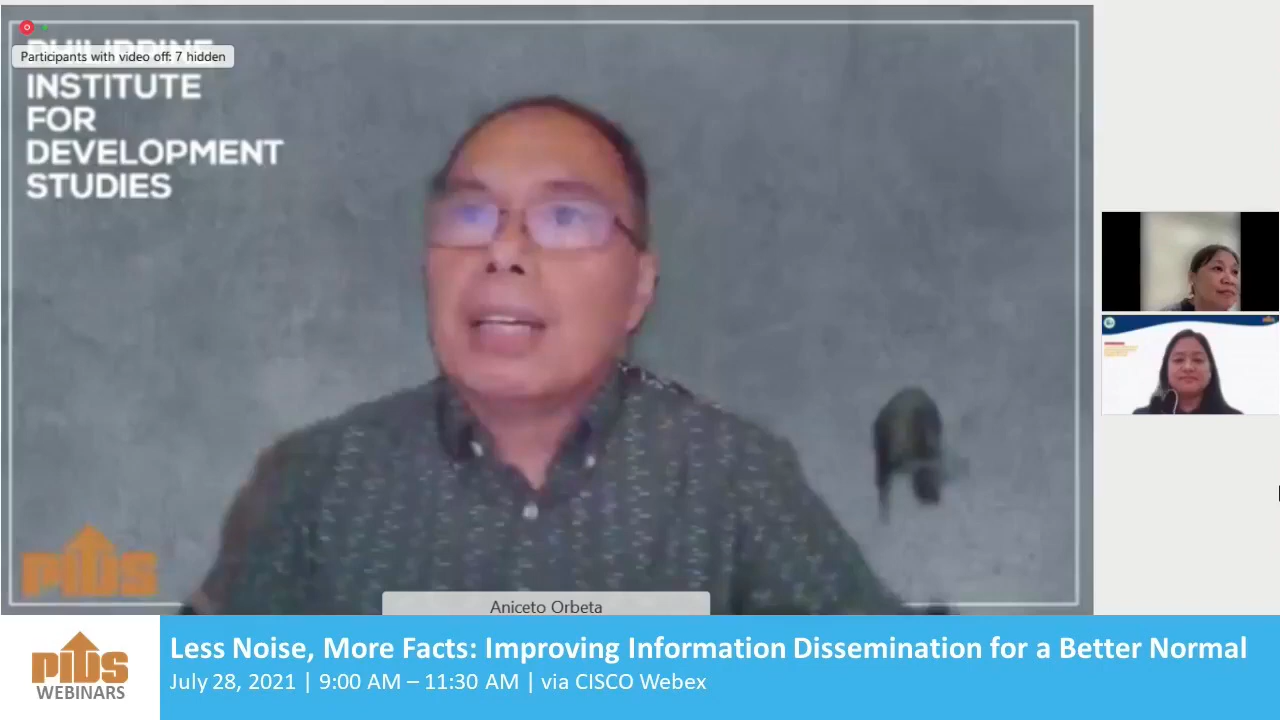 Participants with video off: 7 hidden
INSTITUTE
FOR
DEVELOPMENT
STUDIES
PIDS
Aniceto Orbeta
PIDS
WEBINARS
Less Noise, More Facts: Improving Information Dissemination for a Better Normal
July 28, 2021 | 9:00 AM – 11:30 AM | via CISCO Webex